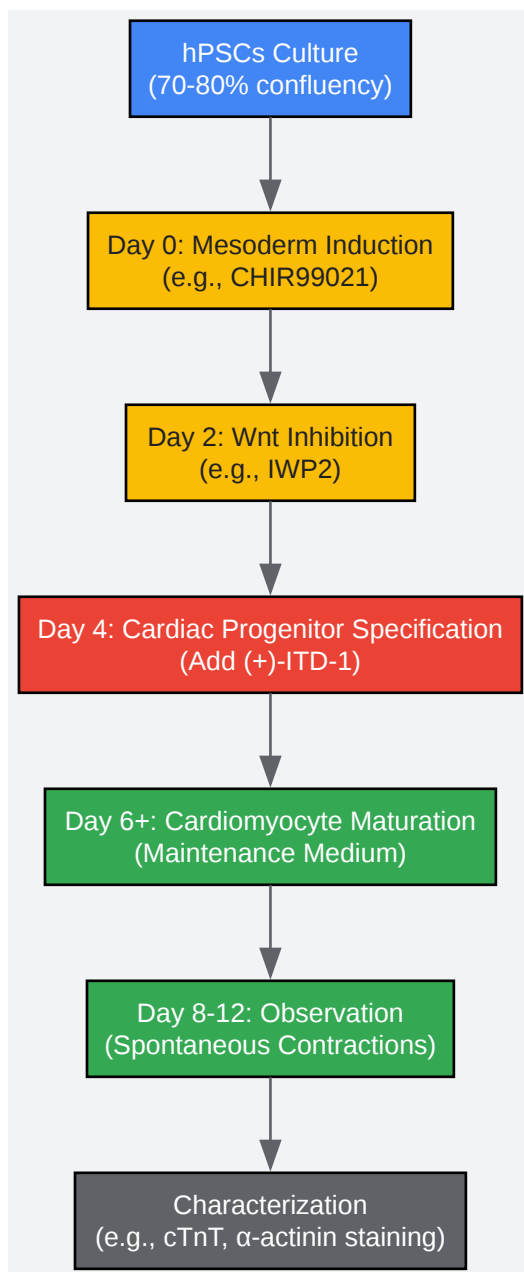 hPSCs Culture
(70-80% confluency)
Day 0: Mesoderm Induction
(e.g., CHIR99021)
Day 2: Wnt Inhibition
(e.g., IWP2)
Day 4: Cardiac Progenitor Specification
(Add (+)-ITD-1)
Day 6+: Cardiomyocyte Maturation
(Maintenance Medium)
Day 8-12: Observation
(Spontaneous Contractions)
Characterization
(e.g., cTnT, α-actinin staining)